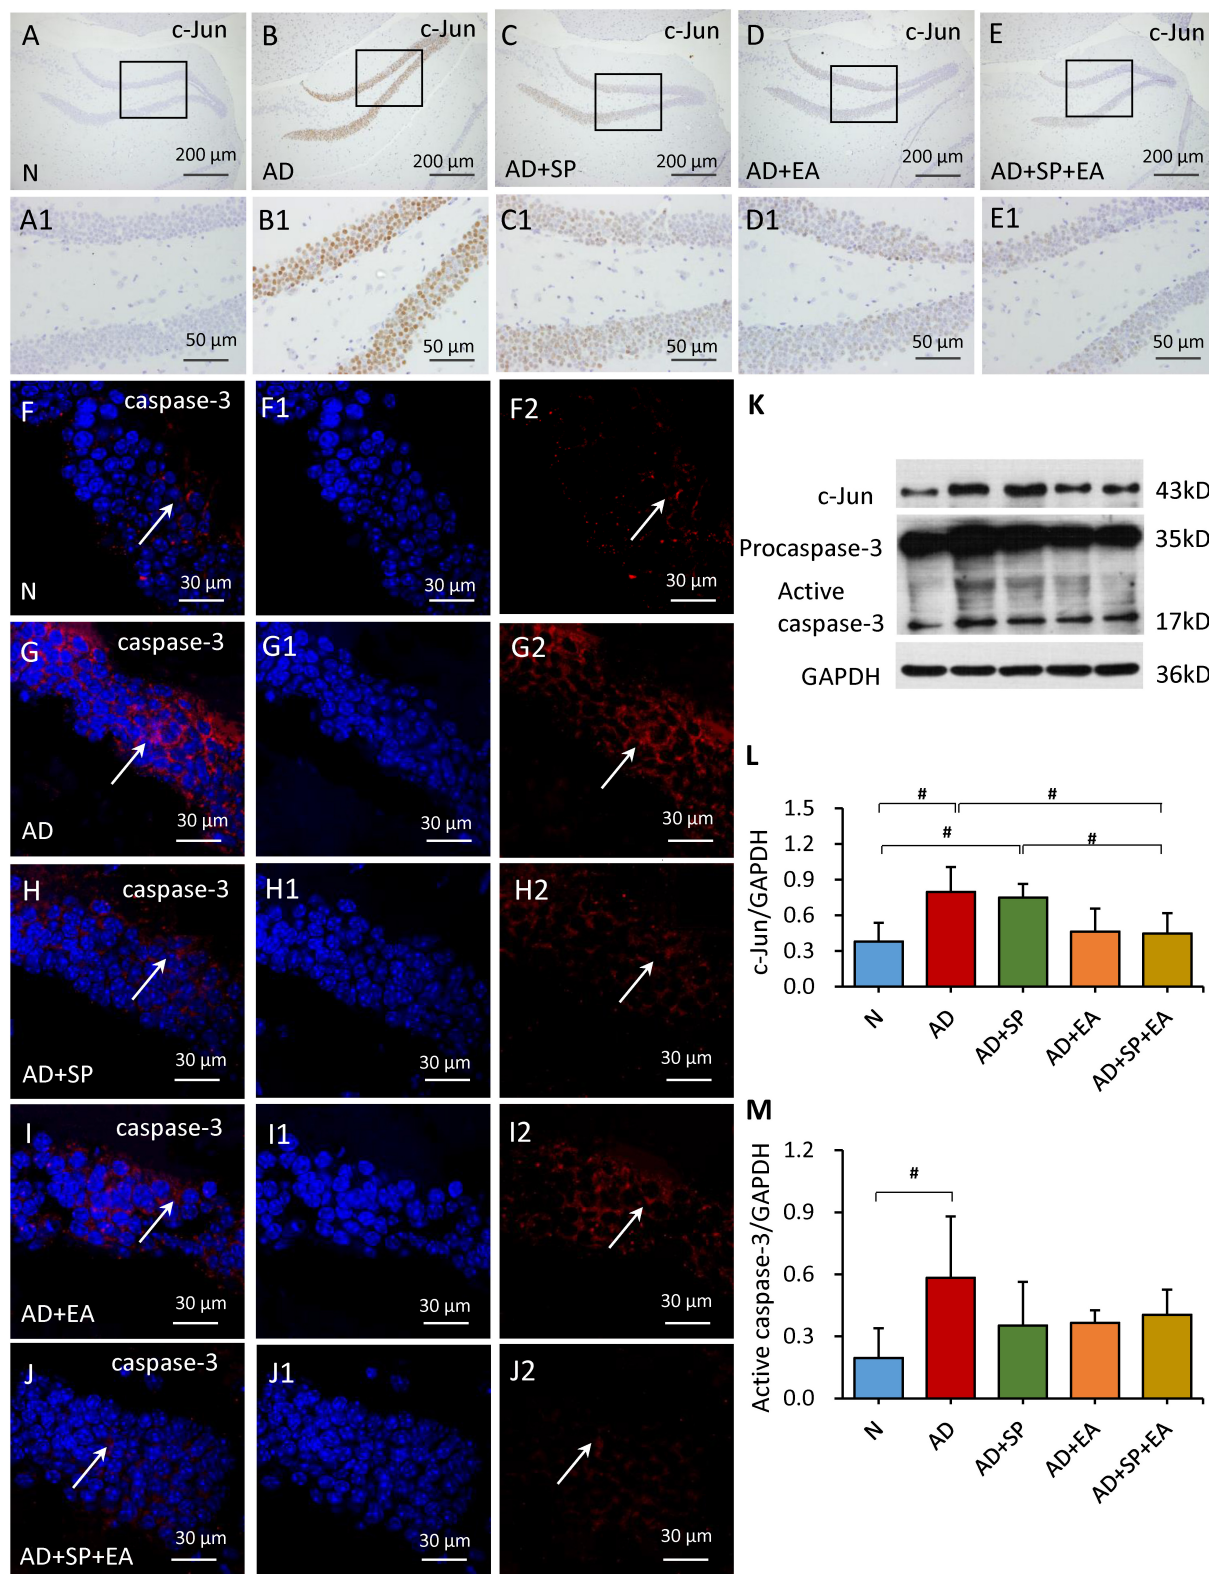 A c-Jun
B c-Jun
C c-Jun
D c-Jun
E c-Jun
N 200 μm
AD 200 μm
AD+SP 200 μm
AD+EA 200 μm
AD+SP+EA 200 μm
A1 50 μm
B1 50 μm
C1 50 μm
D1 50 μm
E1 50 μm
F caspase-3
N 30 μm
F1
30 μm
F2
30 μm
G caspase-3
AD 30 μm
G1
30 μm
G2
30 μm
H caspase-3
AD+SP 30 μm
H1
30 μm
H2
30 μm
I caspase-3
AD+EA 30 μm
I1
30 μm
I2
30 μm
J caspase-3
AD+SP+EA 30 μm
J1
30 μm
J2
30 μm
K
c-Jun 43kD
Procaspase-3 35kD
Active
caspase-3 17kD
GAPDH 36kD
L
c-Jun/GAPDH
1.5
1.2
0.9
0.6
0.3
0.0
# #
# #
N AD AD+SP AD+EA AD+SP+EA
M
Active caspase-3/GAPDH
1.2
0.9
0.6
0.3
0.0
#
N AD AD+SP AD+EA AD+SP+EA